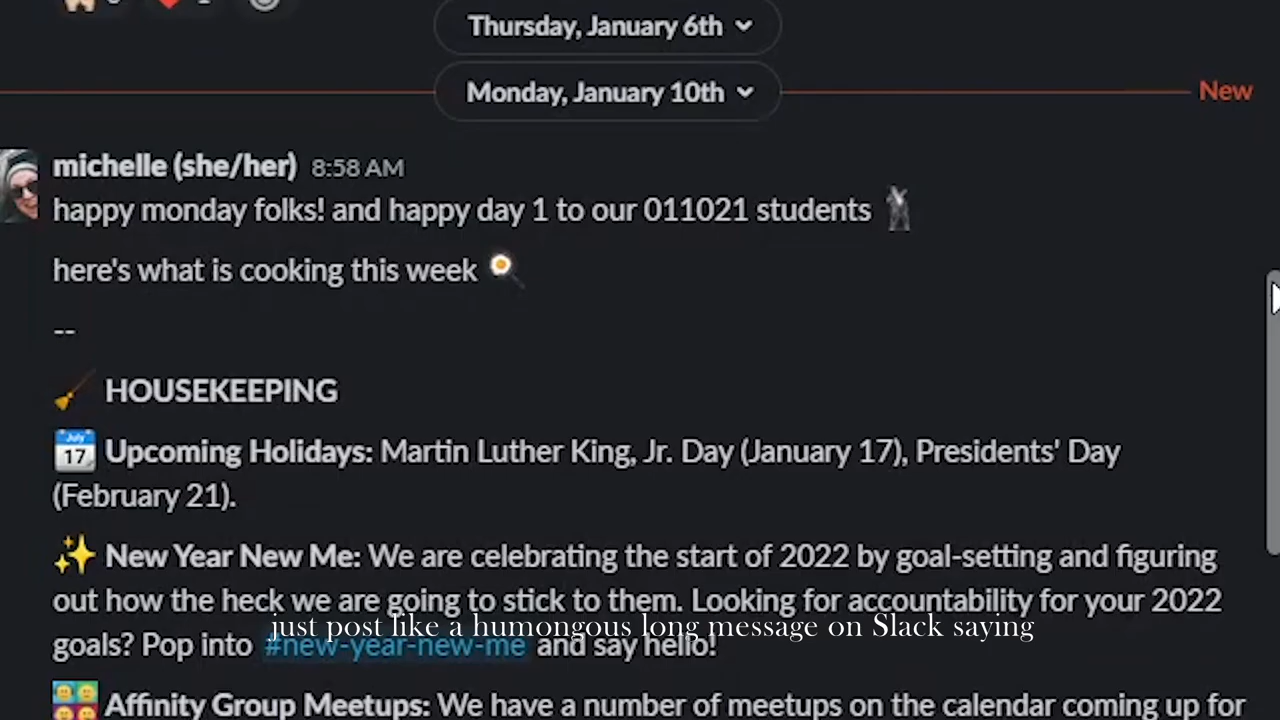 Thursday, January 6th
Monday, January 10th
New
michelle (she/her) 8:58 AM
happy monday folks! and happy day 1 to our 011021 students
here's what is cooking this week
--
HOUSEKEEPING
July
17
Upcoming Holidays: Martin Luther King, Jr. Day (January 17), Presidents' Day
(February 21).
New Year New Me: We are celebrating the start of 2022 by goal-setting and figuring
out how the heck we are going to stick to them. Looking for accountability for your 2022
just post like a humongous long message on Slack saying
goals? Pop into #new-year-new-me and say hello!
Affinity Group Meetups: We have a number of meetups on the calendar coming up for